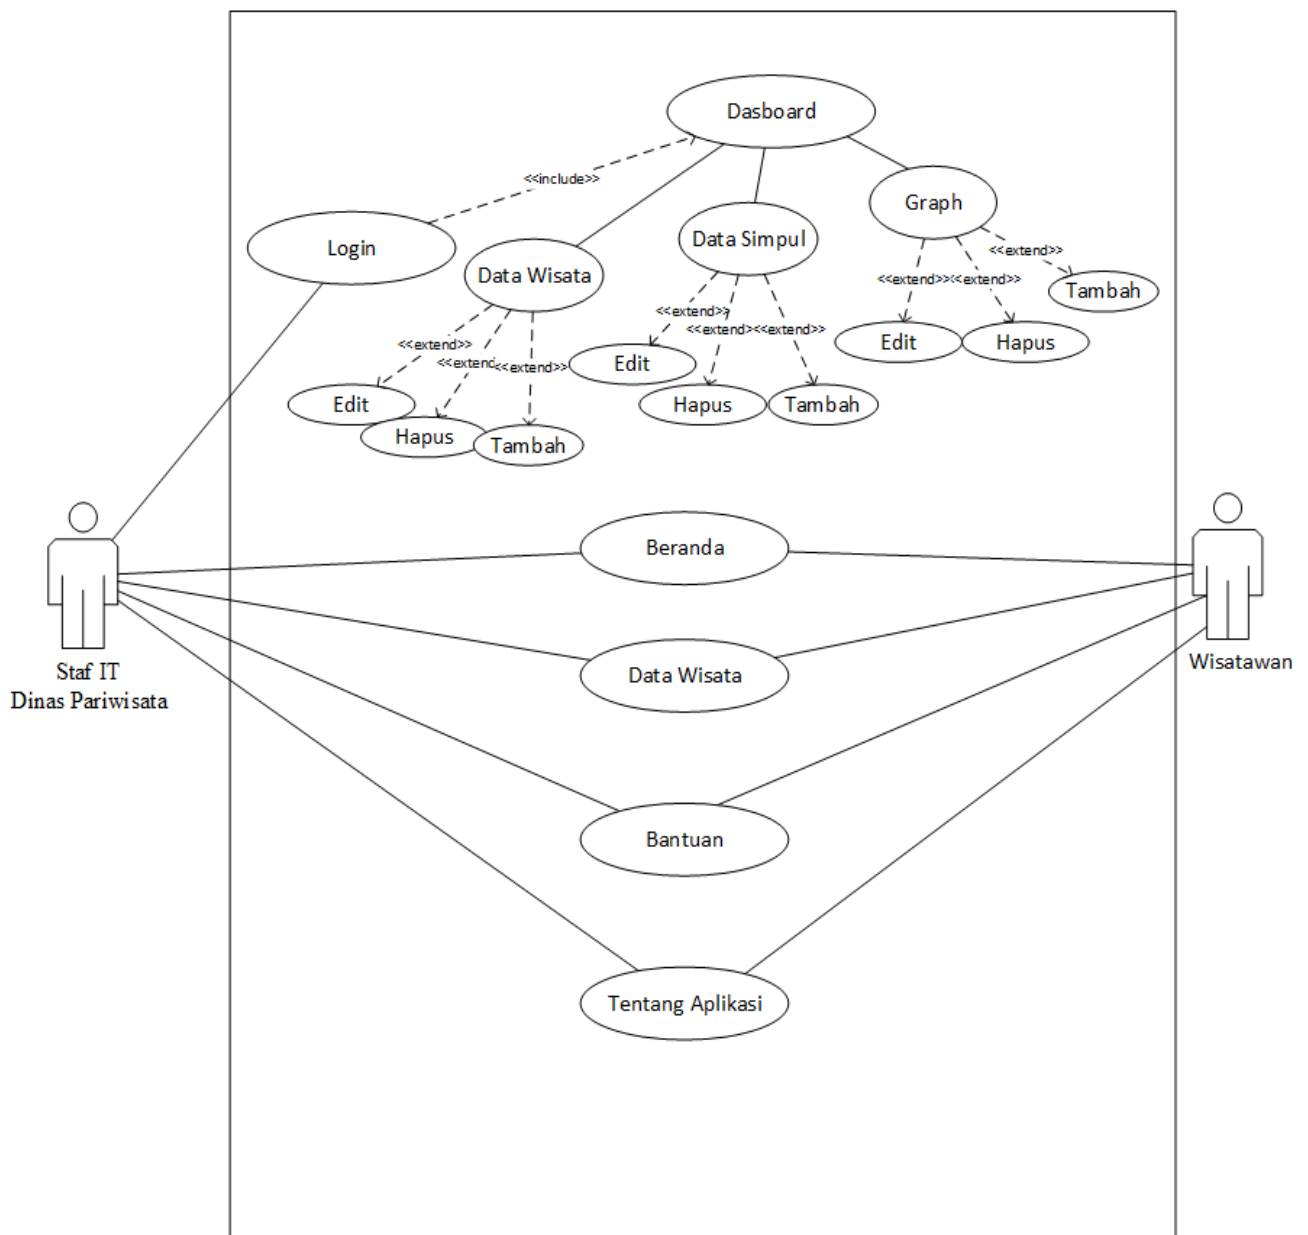 Dasboard
<<include>>
Graph
Login
Data Simpul
Data Wisata
<<extend>>
<<extend>>
<<extend>>
Tambah
Edit
Hapus
<<extend>>
<<extend>
<<extend>>
Edit
Hapus
Tambah
<<extend>>
<<extend
<<extend>>
Edit
Hapus
Tambah
Beranda
Data Wisata
Bantuan
Tentang Aplikasi
Staf IT
Dinas Pariwisata
Wisatawan